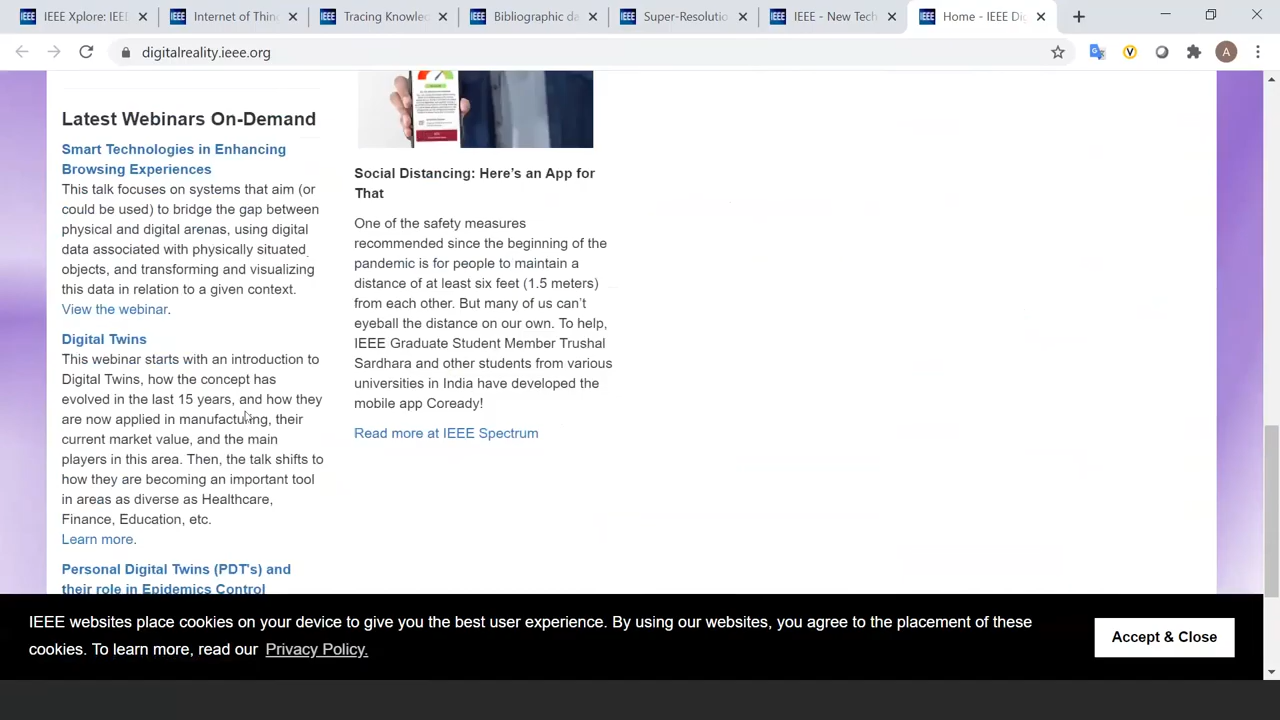 IEEE Xplore: IEE
Internet of Thin
Tracing Knowle
Bibliographic da
Super-Resolutio
IEEE - New Tech
Home - IEEE Di
digitalreality.ieee.org
A
Latest Webinars On-Demand
Smart Technologies in Enhancing
Browsing Experiences
This talk focuses on systems that aim (or
could be used) to bridge the gap between
physical and digital arenas, using digital
data associated with physically situated
objects, and transforming and visualizing
this data in relation to a given context.
View the webinar.
Digital Twins
This webinar starts with an introduction to
Digital Twins, how the concept has
evolved in the last 15 years, and how they
are now applied in manufacturing, their
current market value, and the main
players in this area. Then, the talk shifts to
how they are becoming an important tool
in areas as diverse as Healthcare,
Finance, Education, etc.
Learn more.
Personal Digital Twins (PDT's) and
their role in Epidemics Control
Social Distancing: Here's an App for
That
One of the safety measures
recommended since the beginning of the
pandemic is for people to maintain a
distance of at least six feet (1.5 meters)
from each other. But many of us can't
eyeball the distance on our own. To help,
IEEE Graduate Student Member Trushal
Sardhara and other students from various
universities in India have developed the
mobile app Coready!
Read more at IEEE Spectrum
IEEE websites place cookies on your device to give you the best user experience. By using our websites, you agree to the placement of these
cookies. To learn more, read our Privacy Policy.
Accept & Close